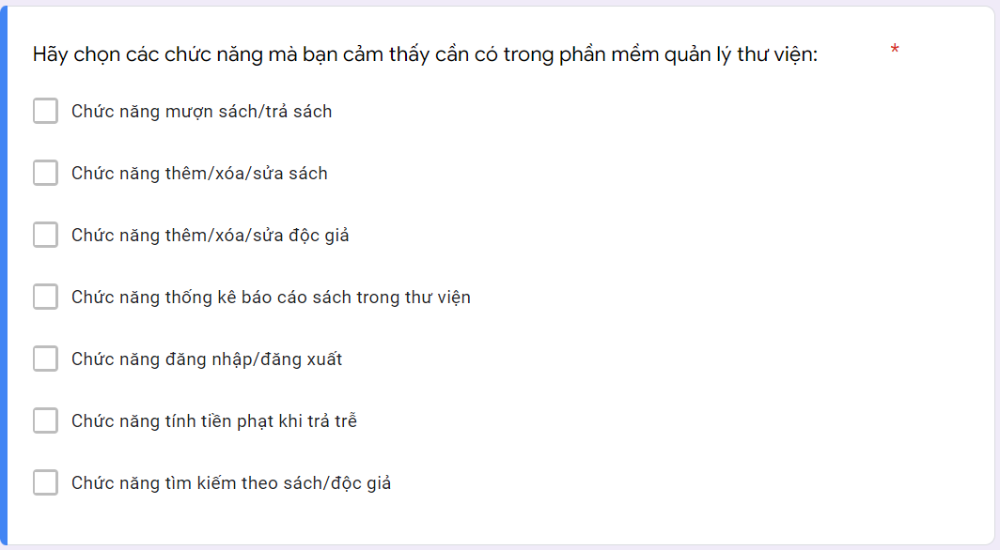 Hãy chọn các chức năng mà bạn cảm thấy cần có trong phần mềm quản lý thư viện: *
Chức năng mượn sách/trả sách
Chức năng thêm/xóa/sửa sách
Chức năng thêm/xóa/sửa độc giả
Chức năng thống kê báo cáo sách trong thư viện
Chức năng đăng nhập/đăng xuất
Chức năng tính tiền phạt khi trả trễ
Chức năng tìm kiếm theo sách/độc giả